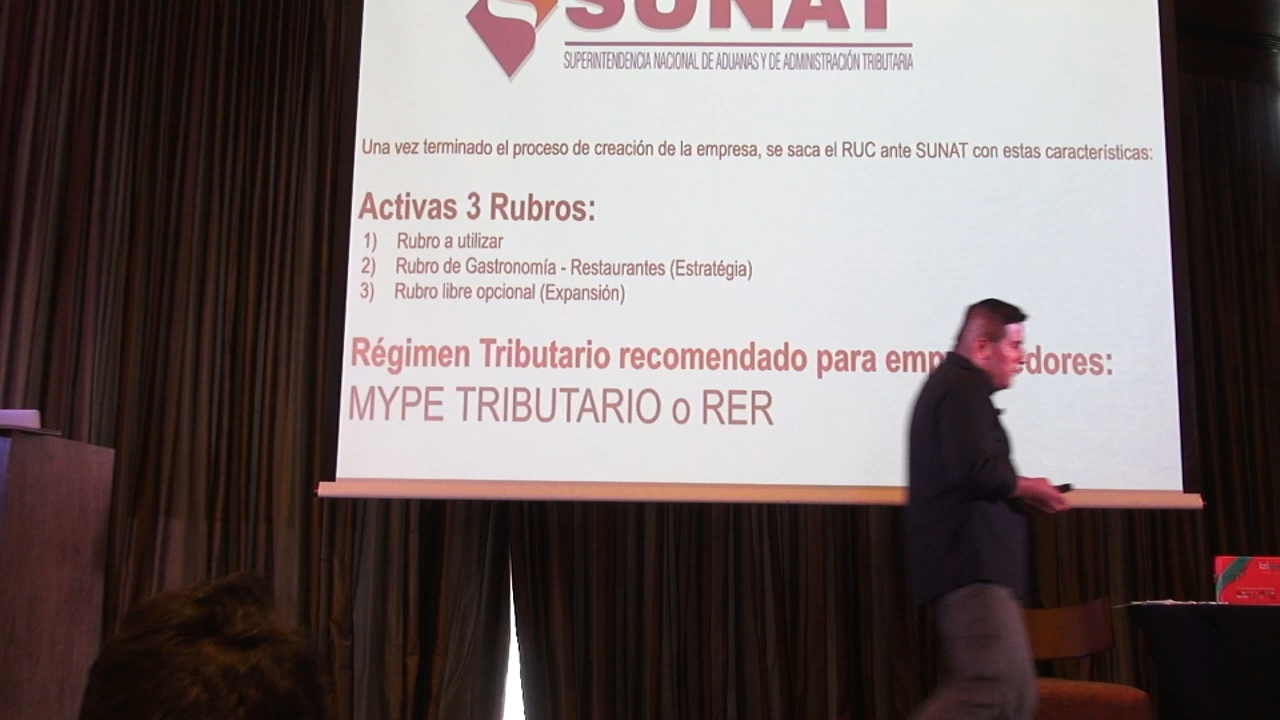 SUNAT
SUPERINTENDENCIA NACIONAL DE ADUANAS Y DE ADMINISTRACIÓN TRIBUTARIA
Una vez terminado el proceso de creación de la empresa, se saca el RUC ante SUNAT con estas características:
Activas 3 Rubros:
1) Rubro a utilizar
2) Rubro de Gastronomía - Restaurantes (Estratégia)
3) Rubro libre opcional (Expansión)
Régimen Tributario recomendado para emp dores:
MYPE TRIBUTARIO o RER